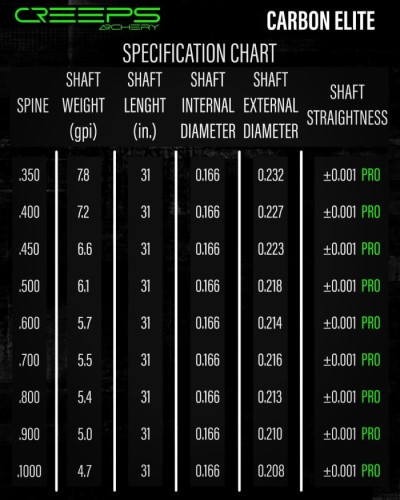 CREEPS
ARCHERY
CARBON ELITE
SPECIFICATION CHART
SPINE SHAFT WEIGHT (gpi) SHAFT LENGHT (in.) SHAFT INTERNAL DIAMETER SHAFT EXTERNAL DIAMETER SHAFT STRAIGHTNESS
.350 7.8 31 0.166 0.232 ±0.001 PRO
.400 7.2 31 0.166 0.227 ±0.001 PRO
.450 6.6 31 0.166 0.223 ±0.001 PRO
.500 6.1 31 0.166 0.218 ±0.001 PRO
.600 5.7 31 0.166 0.214 ±0.001 PRO
.700 5.5 31 0.166 0.216 ±0.001 PRO
.800 5.4 31 0.166 0.213 ±0.001 PRO
.900 5.0 31 0.166 0.210 ±0.001 PRO
.1000 4.7 31 0.166 0.208 ±0.001 PRO